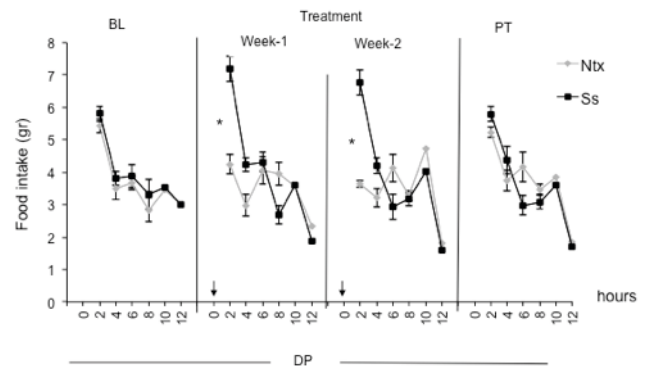 Treatment
BL
Week-1
Week-2
PT
Food intake (gr)
8
7
6
5
4
3
2
1
0
*
*
Ntx
Ss
0 2 4 6 8 10 12 0 2 4 6 8 10 12 0 2 4 6 8 10 12 0 2 4 6 8 10 12
hours
DP